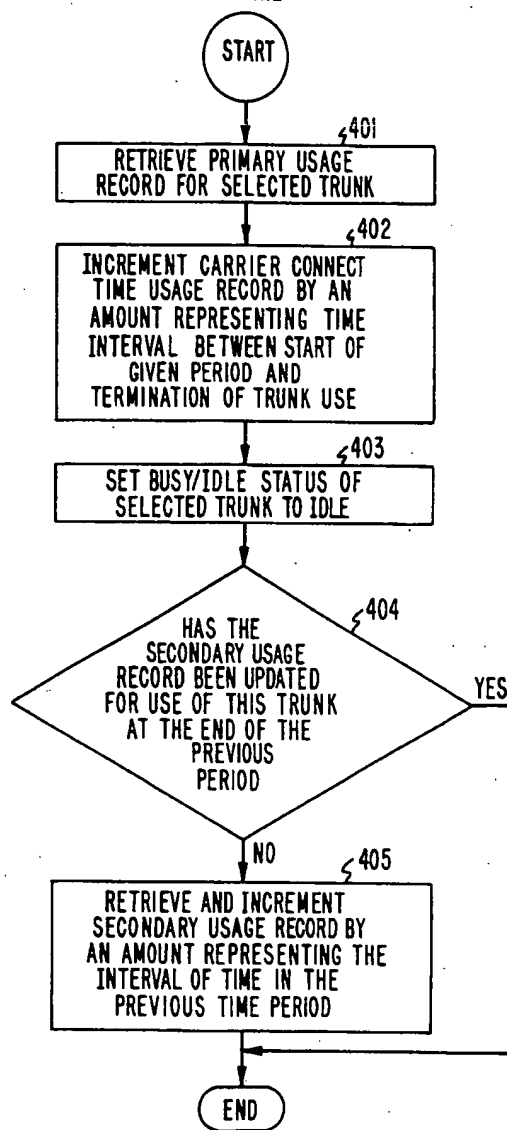 START
401
RETRIEVE PRIMARY USAGE
RECORD FOR SELECTED TRUNK
402
INCREMENT CARRIER CONNECT
TIME USAGE RECORD BY AN
AMOUNT REPRESENTING TIME
INTERVAL BETWEEN START OF
GIVEN PERIOD AND
TERMINATION OF TRUNK USE
403
SET BUSY/IDLE STATUS OF
SELECTED TRUNK TO IDLE
404
HAS THE
SECONDARY USAGE
RECORD BEEN UPDATED
FOR USE OF THIS TRUNK
AT THE END OF THE
PREVIOUS
PERIOD
YES
NO
405
RETRIEVE AND INCREMENT
SECONDARY USAGE RECORD BY
AN AMOUNT REPRESENTING THE
INTERVAL OF TIME IN THE
PREVIOUS TIME PERIOD
END